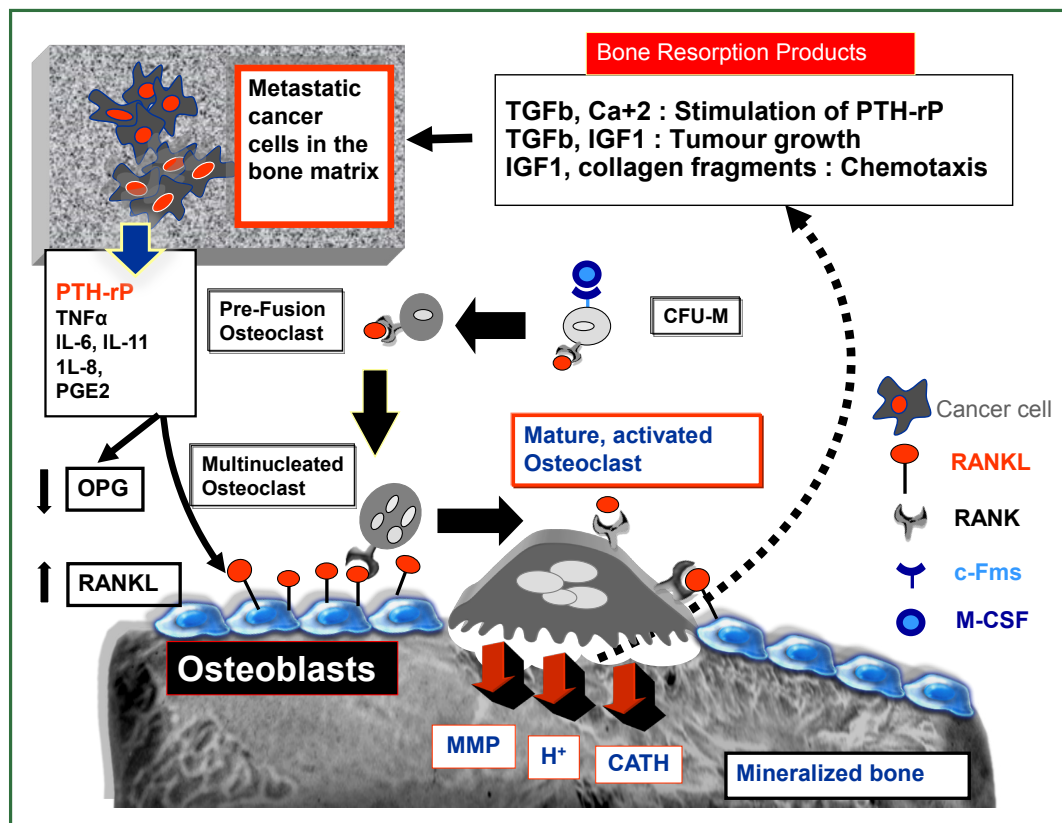 Bone Resorption Products
TGFb, Ca+2 : Stimulation of PTH-rP
TGFb, IGF1 : Tumour growth
IGF1, collagen fragments : Chemotaxis
Metastatic
cancer
cells in the
bone matrix
PTH-rP
TNFα
IL-6, IL-11
1L-8,
PGE2
Pre-Fusion
Osteoclast
CFU-M
Cancer cell
RANKL
RANK
c-Fms
M-CSF
Mature, activated
Osteoclast
Multinucleated
Osteoclast
OPG
RANKL
Osteoblasts
MMP
H⁺
CATH
Mineralized bone